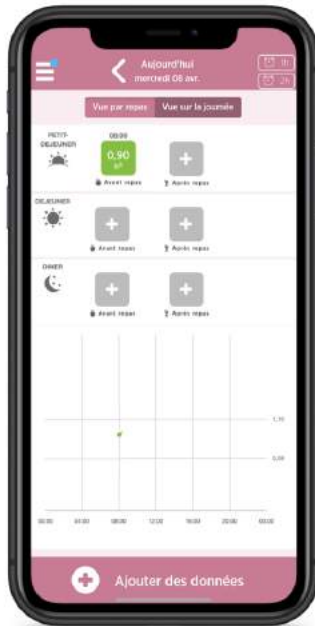 Aujourd'hui
mercredi 08 avr.
1h
2h
Vue par repas
Vue sur la journée
PETIT-
DEJEUNER
08:00
0,90
g/l
Avant repas
Après repas
DEJEUNER
Avant repas
Après repas
DINER
Avant repas
Après repas
1,10
00:00 04:00 08:00 12:00 16:00 20:00 00:00
Ajouter des données